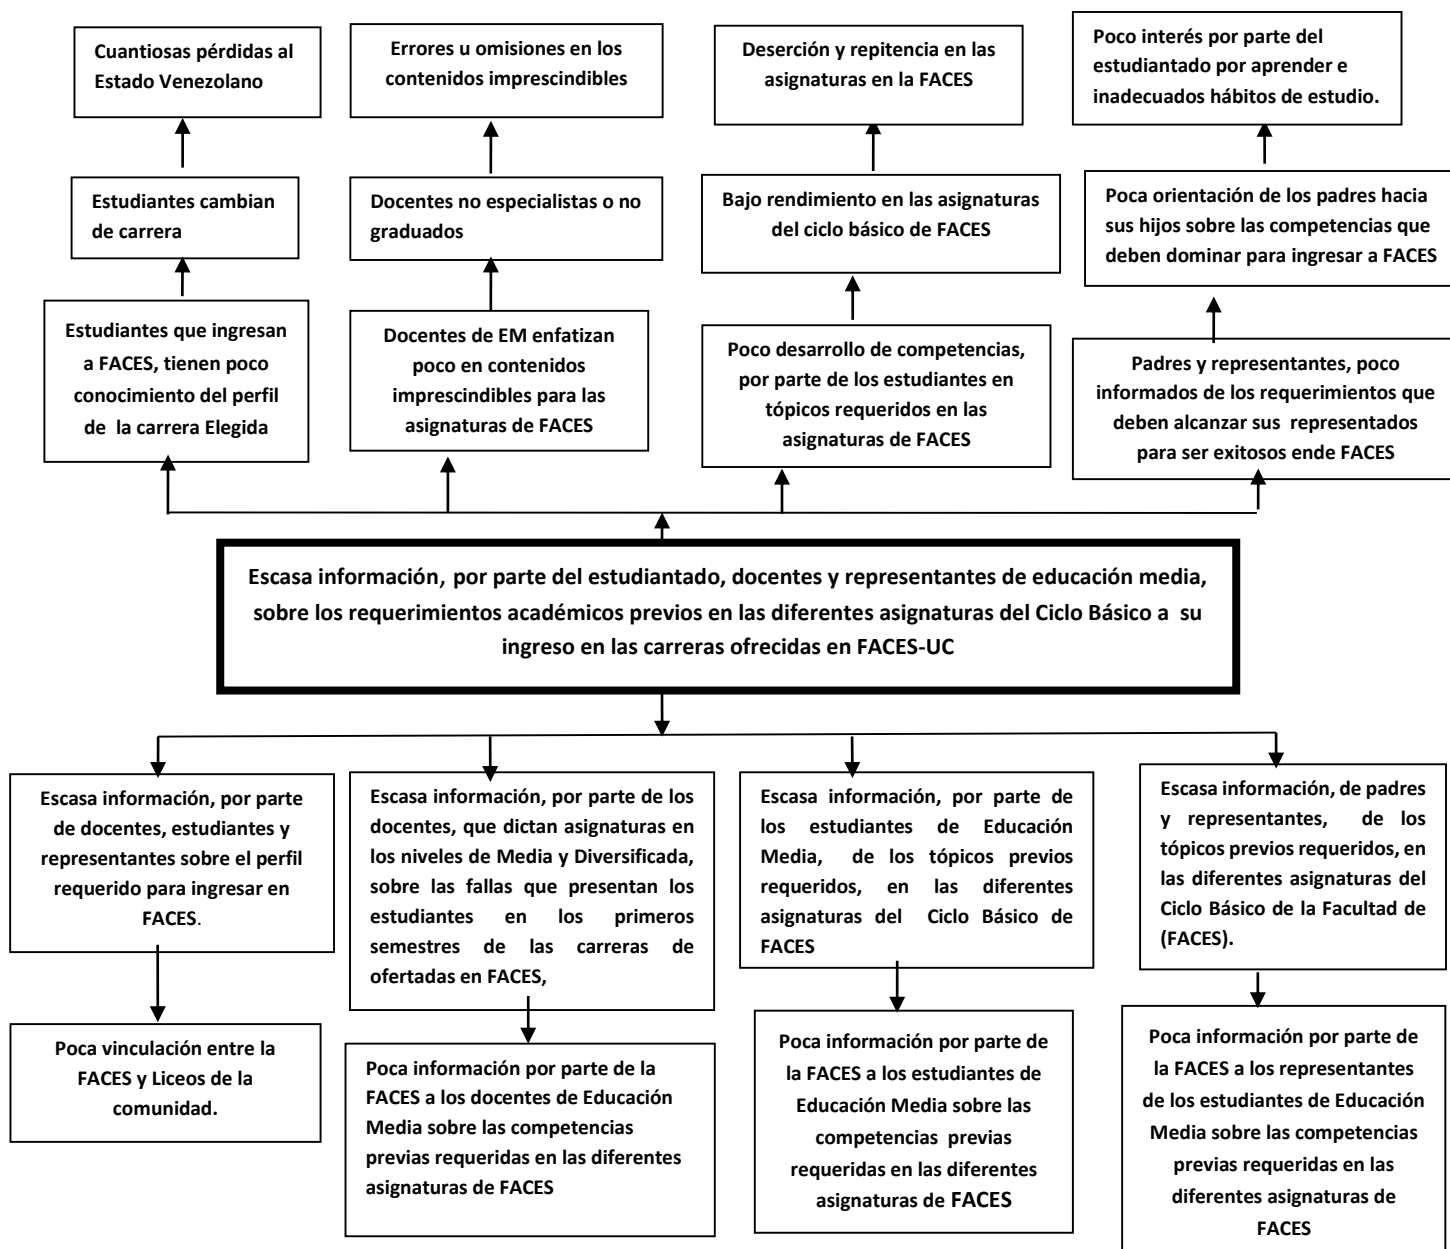 Cuantiosas pérdidas al
Estado Venezolano
Errores u omisiones en los
contenidos imprescindibles
Deserción y repitencia en las
asignaturas en la FACES
Poco interés por parte del
estudiantado por aprender e
inadecuados hábitos de estudio.
Estudiantes cambian
de carrera
Docentes no especialistas o no
graduados
Bajo rendimiento en las asignaturas
del ciclo básico de FACES
Poca orientación de los padres hacia
sus hijos sobre las competencias que
deben dominar para ingresar a FACES
Estudiantes que ingresan
a FACES, tienen poco
conocimiento del perfil
de la carrera Elegida
Docentes de EM enfatizan
poco en contenidos
imprescindibles para las
asignaturas de FACES
Poco desarrollo de competencias,
por parte de los estudiantes en
tópicos requeridos en las
asignaturas de FACES
Padres y representantes, poco
informados de los requerimientos que
deben alcanzar sus representados
para ser exitosos ende FACES
Escasa información, por parte del estudiantado, docentes y representantes de educación media,
sobre los requerimientos académicos previos en las diferentes asignaturas del Ciclo Básico a su
ingreso en las carreras ofrecidas en FACES-UC
Escasa información, por parte
de docentes, estudiantes y
representantes sobre el perfil
requerido para ingresar en
FACES.
Escasa información, por parte de los
docentes, que dictan asignaturas en
los niveles de Media y Diversificada,
sobre las fallas que presentan los
estudiantes en los primeros
semestres de las carreras de
ofertadas en FACES,
Escasa información, por parte de
los estudiantes de Educación
Media, de los tópicos previos
requeridos, en las diferentes
asignaturas del Ciclo Básico de
FACES
Escasa información, de padres
y representantes, de los
tópicos previos requeridos, en
las diferentes asignaturas del
Ciclo Básico de la Facultad de
(FACES).
Poca vinculación entre la
FACES y Liceos de la
comunidad.
Poca información por parte de la
FACES a los docentes de Educación
Media sobre las competencias
previas requeridas en las diferentes
asignaturas de FACES
Poca información por parte de
la FACES a los estudiantes de
Educación Media sobre las
competencias previas
requeridas en las diferentes
asignaturas de FACES
Poca información por parte de
la FACES a los representantes
de los estudiantes de Educación
Media sobre las competencias
previas requeridas en las
diferentes asignaturas de
FACES